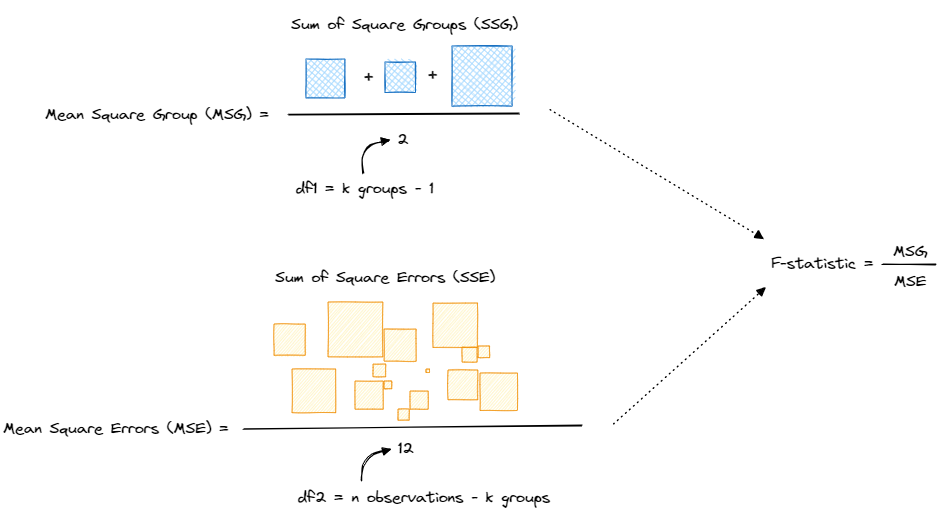 Sum of Square Groups (SSG)
+ +
Mean Square Group (MSG) =
2
df1 = k groups - 1
F-statistic = MSG
MSE
Sum of Square Errors (SSE)
Mean Square Errors (MSE) =
12
df2 = n observations - k groups